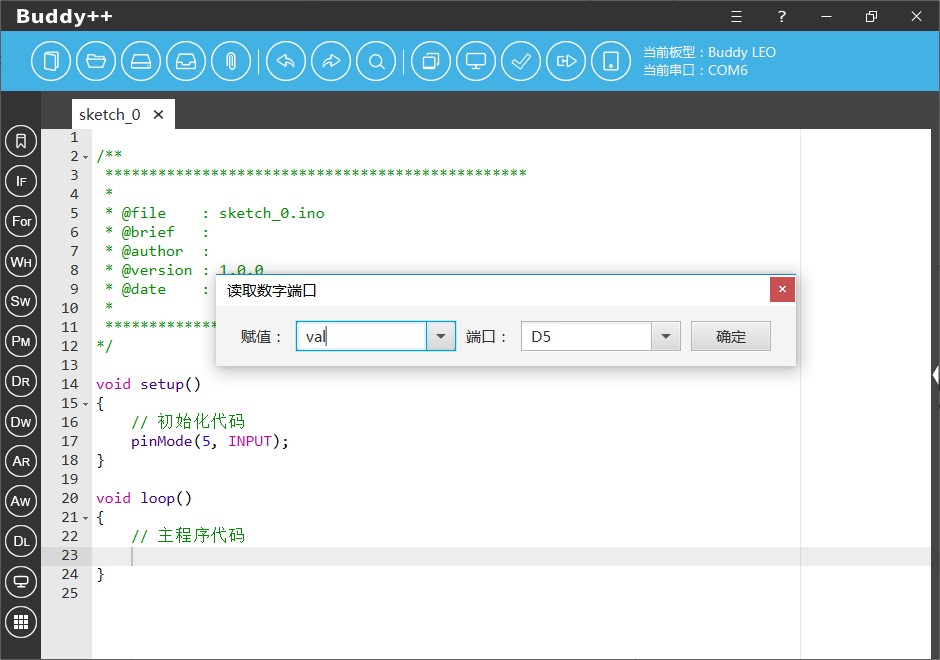 Buddy++
?
当前板型：Buddy LEO
当前串口：COM6
sketch_0 ×
IF
For
WH
SW
PM
DR
DW
AR
AW
DL
1
2 /**
3 ************************************************
4 *
5 * @file : sketch_0.ino
6 * @brief :
7 * @author :
8 * @version : 1.0.0
9 * @date :
10 *
11 *************
12 */
13
14 void setup()
15 {
16 // 初始化代码
17 pinMode(5, INPUT);
18 }
19
20 void loop()
21 {
22 // 主程序代码
23
24 }
25
读取数字端口 ×
赋值： val 端口： D5 确定